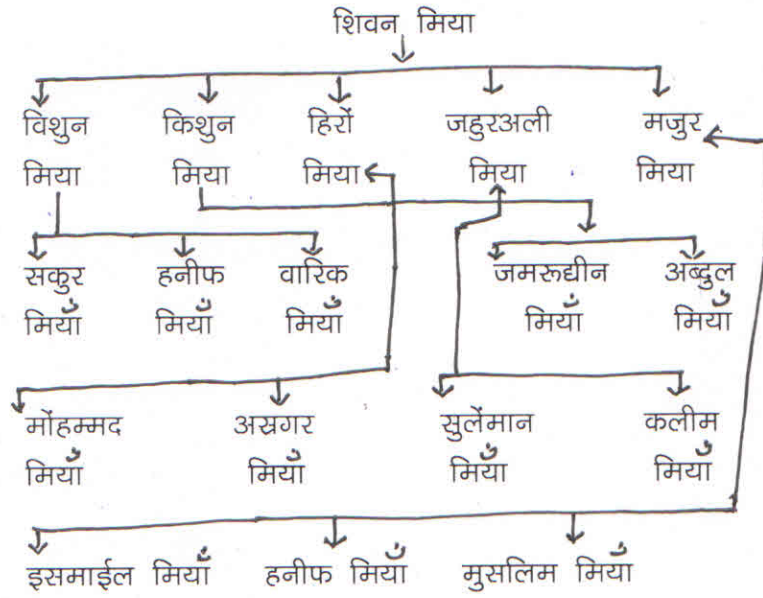 शिवन मिया
विशुन किशुन हिरों जहुरअली मजुर
मिया मिया मिया मिया मिया
सकुर हनीफ वारिक जमरूद्यीन अब्दुल
मियाँ मियाँ मियाँ मियाँ मियाँ
मोंहम्मद अस्रगर सुलेंमान कलीम
मियाँ मियाँ मियाँ मियाँ
इसमाईल मियाँ हनीफ मियाँ मुसलिम मियाँ